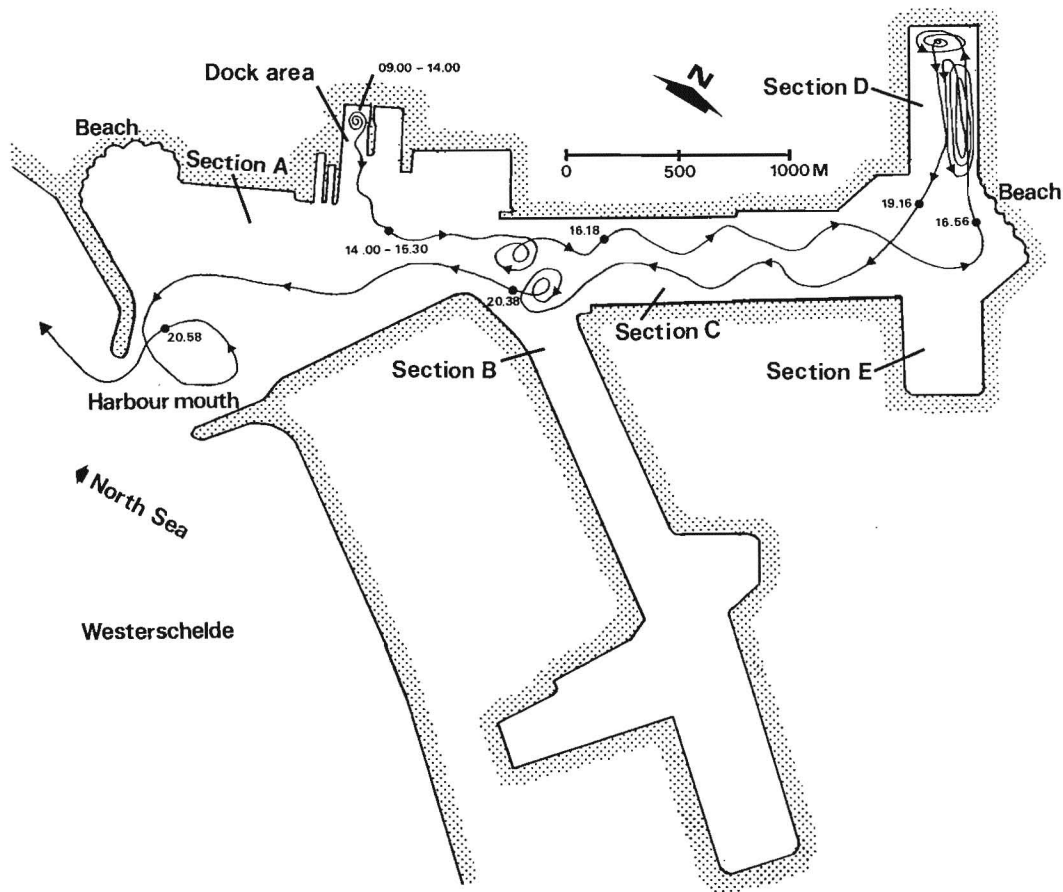 09.00 – 14.00
Dock area
N
Section D
Beach
Section A
0 500 1000 M
Beach
19.16
16.56
16.18
14.00 – 15.30
20.38
Section C
20.58
Section B
Section E
Harbour mouth
North Sea
Westerschelde